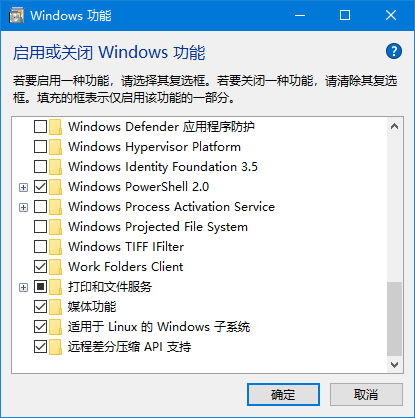 Windows 功能
启用或关闭 Windows 功能
若要启用一种功能，请选择其复选框。若要关闭一种功能，请清除其复选
框。填充的框表示仅启用该功能的一部分。
Windows Defender 应用程序防护
Windows Hypervisor Platform
Windows Identity Foundation 3.5
Windows PowerShell 2.0
Windows Process Activation Service
Windows Projected File System
Windows TIFF IFilter
Work Folders Client
打印和文件服务
媒体功能
适用于 Linux 的 Windows 子系统
远程差分压缩 API 支持
确定
取消